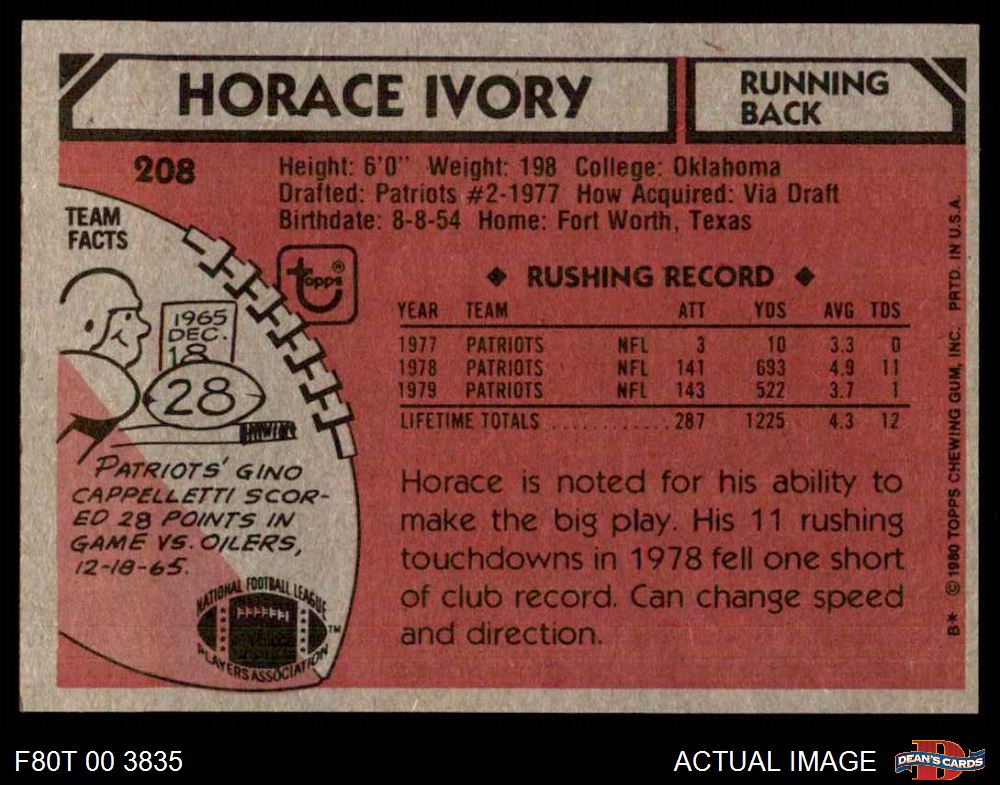 HORACE IVORY
RUNNING
BACK
208
Height: 6'0" Weight: 198 College: Oklahoma
Drafted: Patriots #2-1977 How Acquired: Via Draft
Birthdate: 8-8-54 Home: Fort Worth, Texas
TEAM
FACTS
topps®
1965
DEC.
18
28
PATRIOTS' GINO
CAPPELLETTI SCOR-
ED 28 POINTS IN
GAME VS. OILERS,
12-18-65.
NATIONAL FOOTBALL LEAGUE
PLAYERS ASSOCIATION
TM
◆ RUSHING RECORD ◆
YEAR TEAM ATT YDS AVG TDS
1977 PATRIOTS NFL 3 10 3.3 0
1978 PATRIOTS NFL 141 693 4.9 11
1979 PATRIOTS NFL 143 522 3.7 1
LIFETIME TOTALS ............ 287 1225 4.3 12
Horace is noted for his ability to
make the big play. His 11 rushing
touchdowns in 1978 fell one short
of club record. Can change speed
and direction.
B* © 1980 TOPPS CHEWING GUM, INC. PRTD. IN U.S.A.
F80T 00 3835
ACTUAL IMAGE
D
DEAN'S CARDS